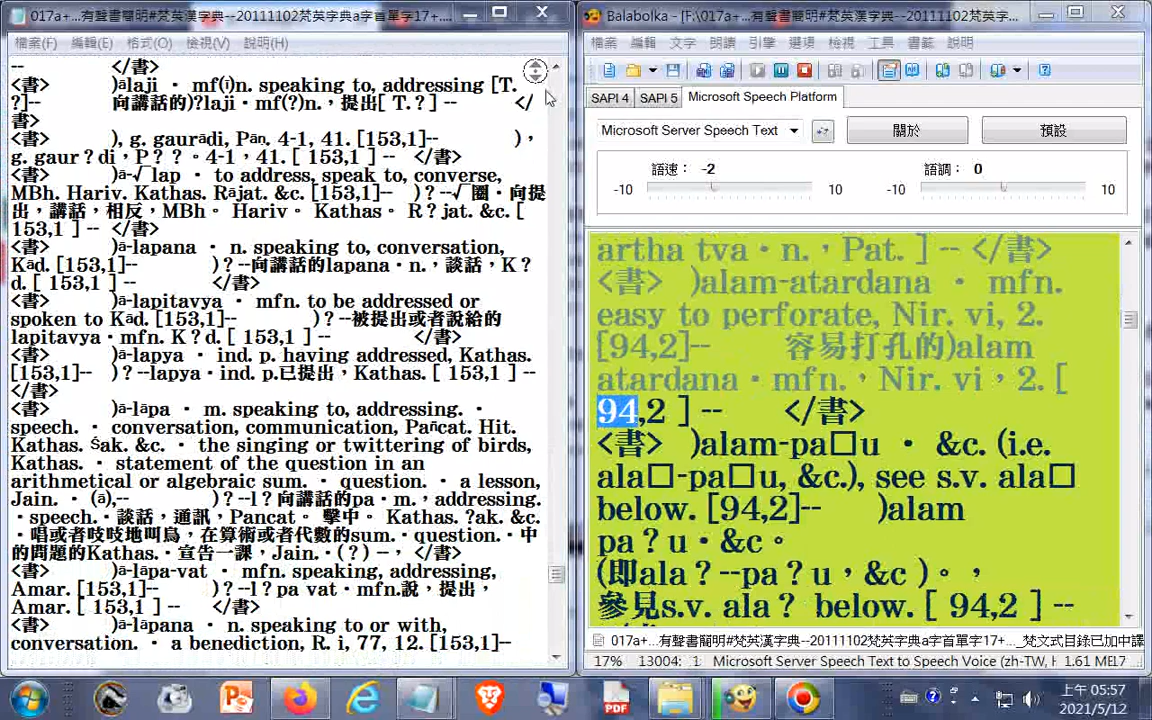 017a+...有聲書簡明#梵英漢字典--20111102梵英字典a字首單字17+...
檔案(F) 編輯(E) 格式(O) 檢視(V) 說明(H)
-- </書>
<書> )ālaji · mf(ī)n. speaking to, addressing [T.
?]-- 向講話的)?laji·mf(?)n.，提出[ T.？] -- </
書>
<書> ), g. gaurādi, Pāṇ. 4-1, 41. [153,1]-- )，
g. gaur？di，P？？。4-1，41. [ 153,1 ] -- </書>
<書> )ā-√ lap · to address, speak to, converse,
MBh. Hariv. Kathas. Rājat. &c. [153,1]-- )？--√圈·向提
出，講話，相反，MBh。 Hariv。 Kathas。 R？jat. &c. [
153,1 ] -- </書>
<書> )ā-lapana · n. speaking to, conversation,
Kād. [153,1]-- )？--向講話的lapana·n.，談話，K？
d. [ 153,1 ] -- </書>
<書> )ā-lapitavya · mfn. to be addressed or
spoken to Kād. [153,1]-- )？--被提出或者說給的
lapitavya·mfn. K？d. [ 153,1 ] -- </書>
<書> )ā-lapya · ind. p. having addressed, Kathas.
[153,1]-- )？--lapya·ind. p.已提出，Kathas. [ 153,1 ] --
</書>
<書> )ā-lāpa · m. speaking to, addressing. ·
speech. · conversation, communication, Pañcat. Hit.
Kathas. Śak. &c. · the singing or twittering of birds,
Kathas. · statement of the question in an
arithmetical or algebraic sum. · question. · a lesson,
Jain. · (ā),-- )？--l？向講話的pa·m.，addressing.
·speech.·談話，通訊，Pancat。擊中。 Kathas. ?ak. &c.
·唱或者吱吱地叫鳥，在算術或者代數的sum.·question.·中
的問題的Kathas.·宣告一課，Jain.·(？) --， </書>
<書> )ā-lāpa-vat · mfn. speaking, addressing,
Amar. [153,1]-- )？--l？pa vat·mfn.說，提出，
Amar. [ 153,1 ] -- </書>
<書> )ā-lāpana · n. speaking to or with,
conversation. · a benediction, R. i, 77, 12. [153,1]--
Balabolka - [F:\017a+...有聲書簡明#梵英漢字典--20111102梵英字...
檔案 編輯 文字 朗讀 引擎 選項 檢視 工具 書籤 說明
SAPI 4 SAPI 5 Microsoft Speech Platform
Microsoft Server Speech Text 關於 預設
語速： -2 語調： 0
-10 10 -10 10
artha tva·n.，Pat. ] -- </書>
<書> )alam-atardana · mfn.
easy to perforate, Nir. vi, 2.
[94,2]-- 容易打孔的)alam
atardana·mfn.，Nir. vi，2. [
94,2 ] -- </書>
<書> )alam-pa□u · &c. (i.e.
ala□-pa□u, &c.), see s.v. ala□
below. [94,2]-- )alam
pa？u·&c。
(即ala？--pa？u，&c )。，
參見s.v. ala？ below. [ 94,2 ] --
017a+...有聲書簡明#梵英漢字典--20111102梵英字典a字首單字17+..._梵文式目錄已加中譯
17% 13004: 1 Microsoft Server Speech Text to Speech Voice (zh-TW, H 1.61 МЕГ
上午 05:57
2021/5/12